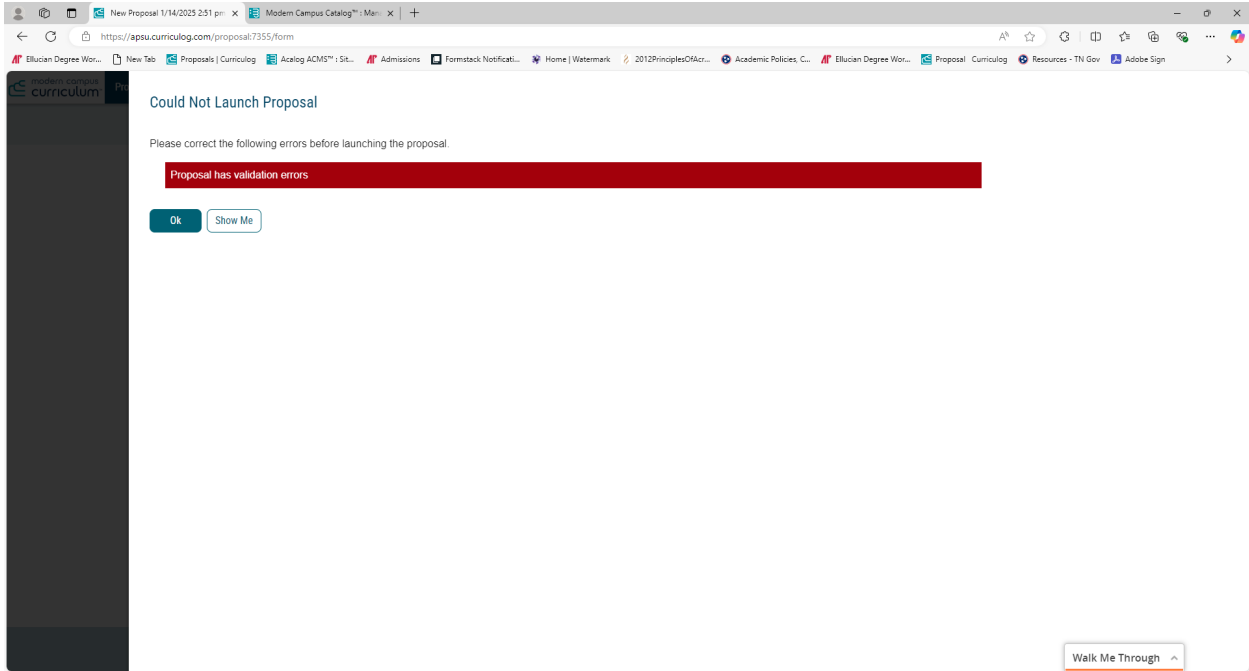 New Proposal 1/14/2025 2:51 pm
Modern Campus Catalog™ : Man
https://apsu.curriculog.com/proposal:7355/form
Ellucian Degree Wor... New Tab Proposals | Curriculog Acalog ACMS™ : Sit... Admissions Formstack Notificati... Home | Watermark 2012PrinciplesOfAcr... Academic Policies, C... Ellucian Degree Wor... Proposal Curriculog Resources - TN Gov Adobe Sign
modern campus
curriculum
Pro
Could Not Launch Proposal
Please correct the following errors before launching the proposal.
Proposal has validation errors
Ok Show Me
Walk Me Through